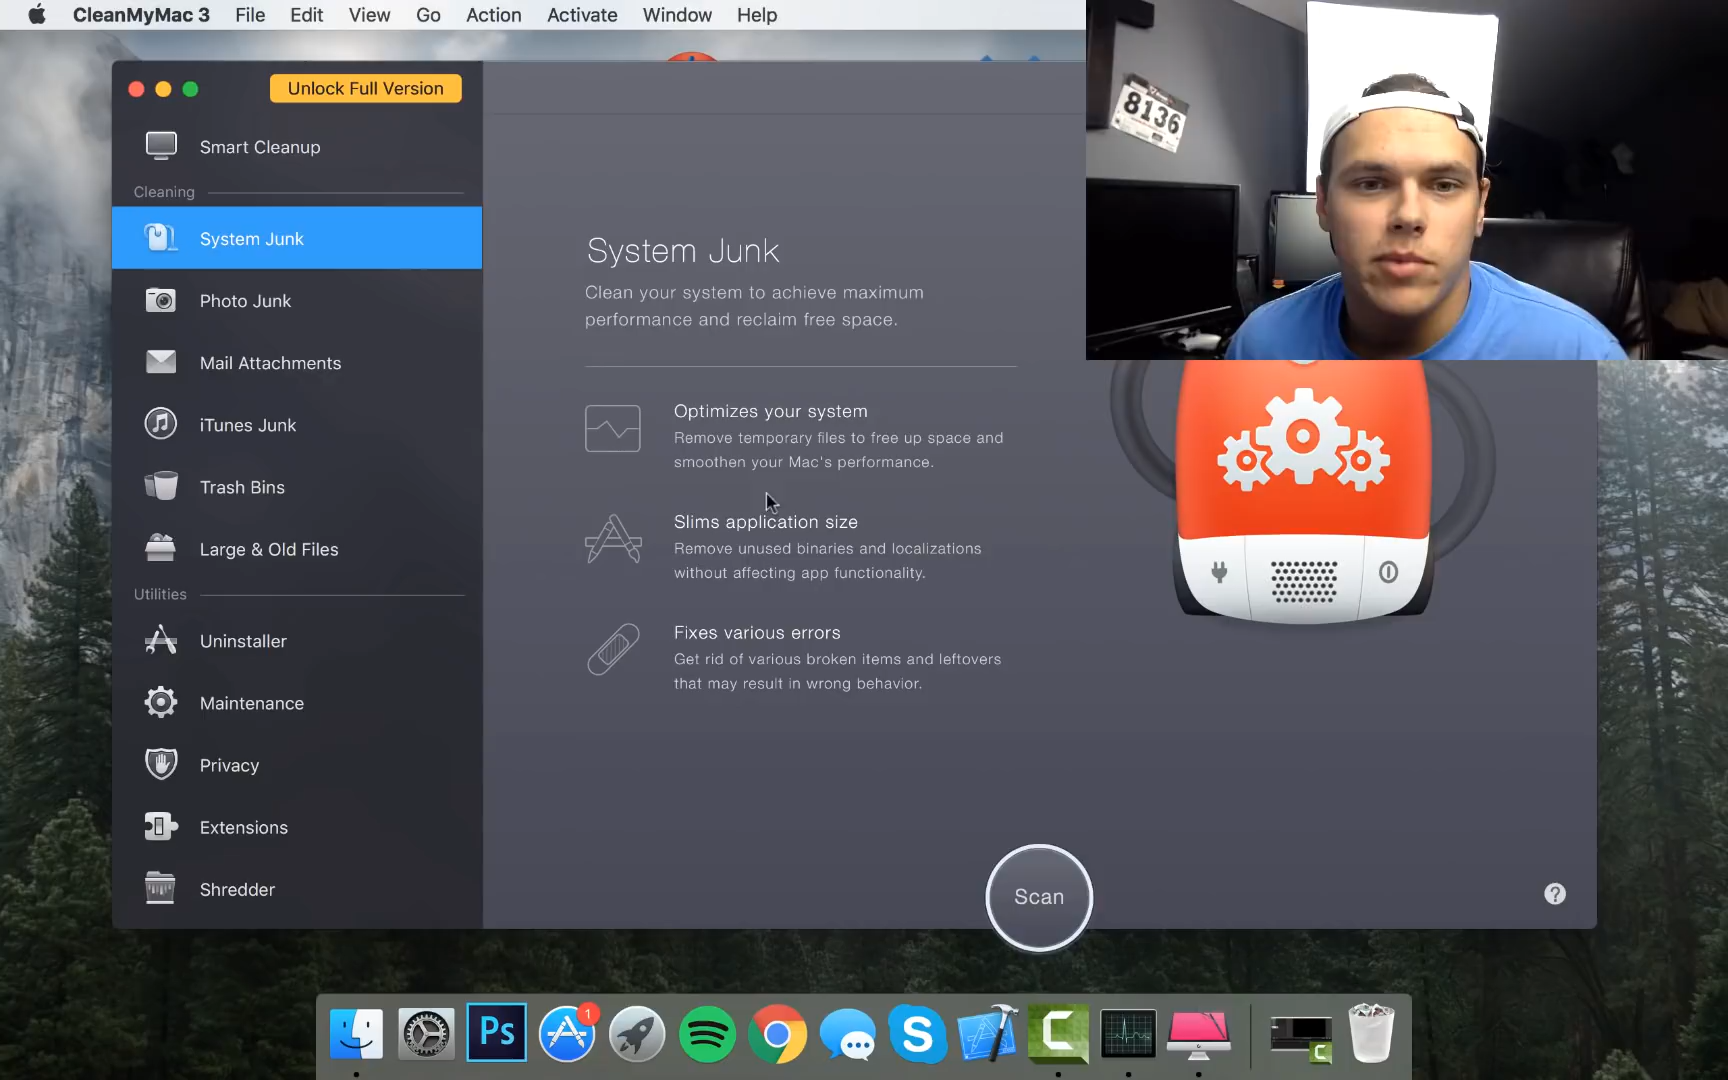 CleanMyMac 3 File Edit View Go Action Activate Window Help
Unlock Full Version
Smart Cleanup
Cleaning
System Junk
Photo Junk
Mail Attachments
iTunes Junk
Trash Bins
Large & Old Files
Utilities
Uninstaller
Maintenance
Privacy
Extensions
Shredder
System Junk
Clean your system to achieve maximum
performance and reclaim free space.
Optimizes your system
Remove temporary files to free up space and
smoothen your Mac's performance.
Slims application size
Remove unused binaries and localizations
without affecting app functionality.
Fixes various errors
Get rid of various broken items and leftovers
that may result in wrong behavior.
Scan
?
8136
Ps
1
S
C
C